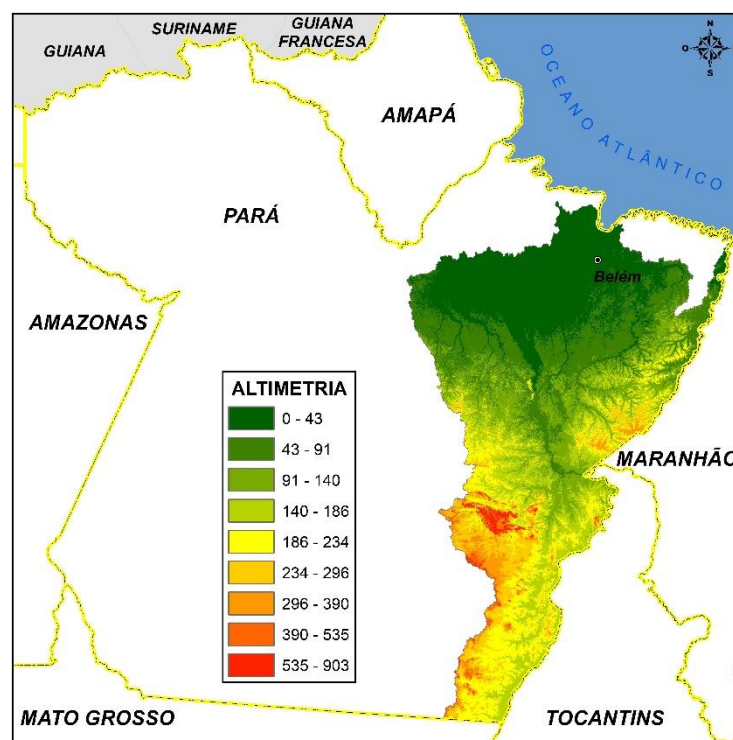 GUIANA
SURINAME
GUIANA
FRANCESA
N
O
S
OCEANO ATLÂNTICO
AMAPÁ
PARÁ
Belém
AMAZONAS
ALTIMETRIA
0 - 43
43 - 91
91 - 140
140 - 186
186 - 234
234 - 296
296 - 390
390 - 535
535 - 903
MARANHÃO
MATO GROSSO
TOCANTINS